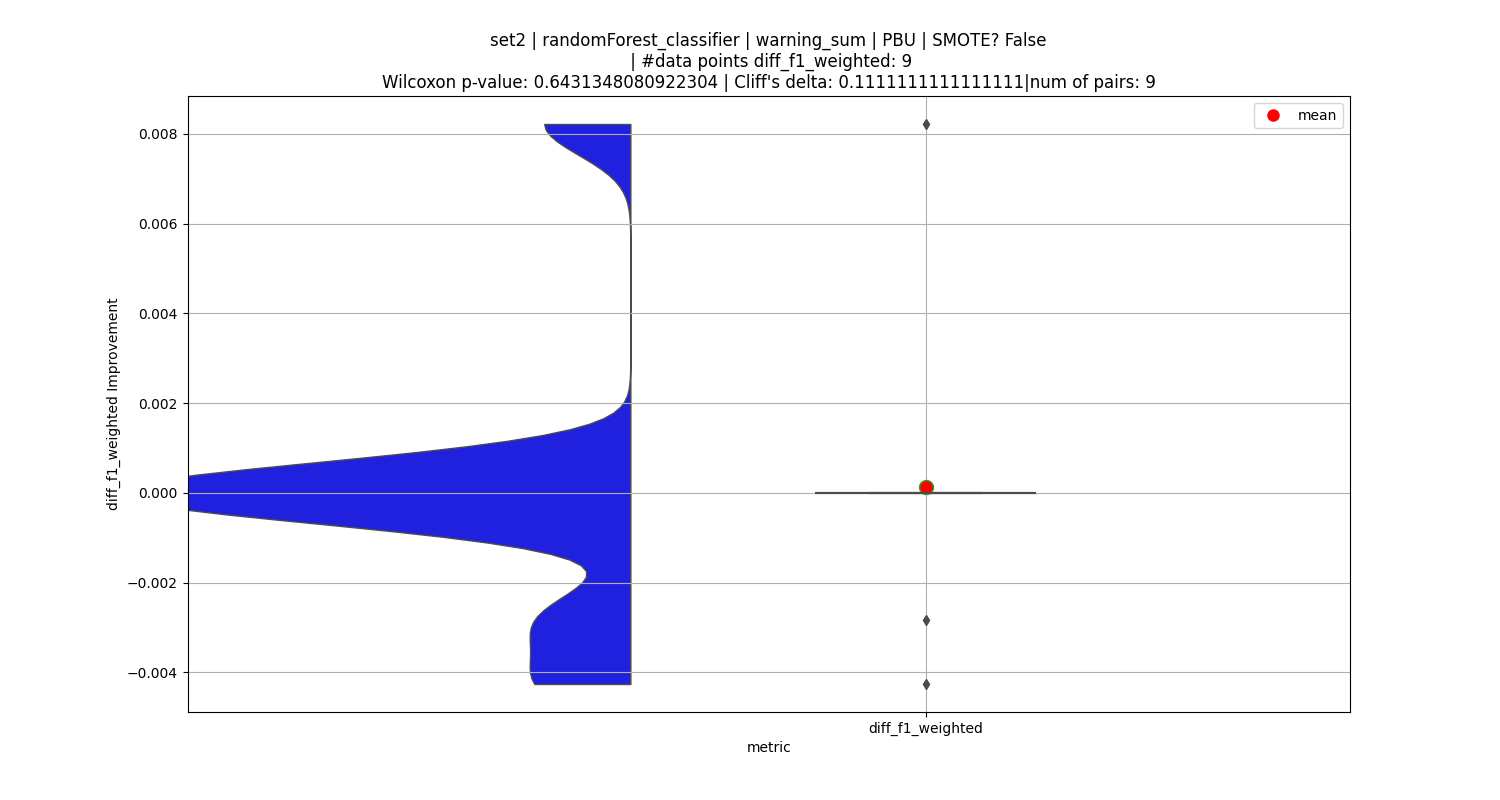 set2 | randomForest_classifier | warning_sum | PBU | SMOTE? False
| #data points diff_f1_weighted: 9
Wilcoxon p-value: 0.6431348080922304 | Cliff's delta: 0.1111111111111111|num of pairs: 9
mean
0.008
0.006
0.004
0.002
0.000
−0.002
−0.004
diff_f1_weighted Improvement
diff_f1_weighted
metric